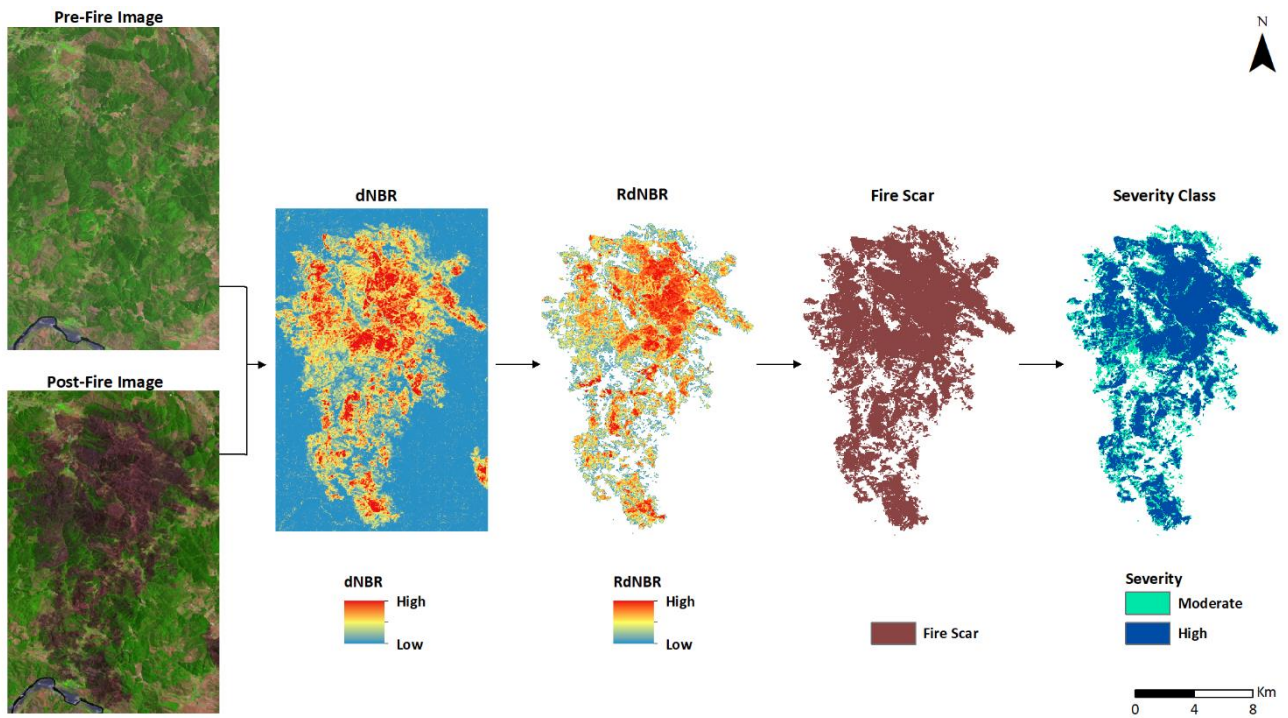 Pre-Fire Image
N
Post-Fire Image
dNBR
RdNBR
Fire Scar
Severity Class
dNBR
High
Low
RdNBR
High
Low
Fire Scar
Severity
Moderate
High
Km
0 4 8